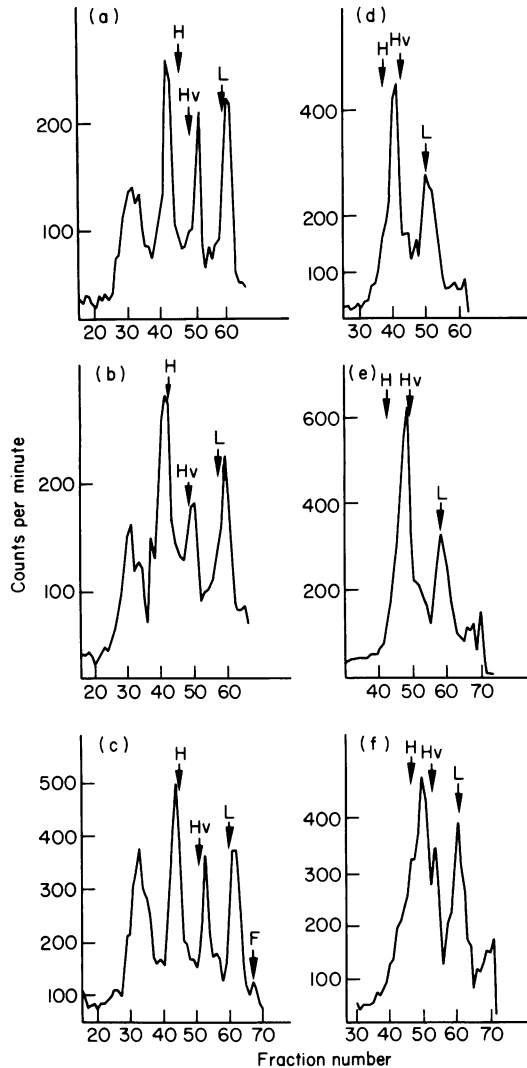 (a)
H
Hv
L
200
100
20 30 40 50 60
(d)
H
Hv
L
400
200
100
30 40 50 60
(b)
H
Hv
L
200
100
20 30 40 50 60
(e)
H Hv
L
600
400
200
40 50 60 70
(c)
H
Hv
L
F
500
400
300
200
100
20 30 40 50 60 70
(f)
H Hv
L
400
300
200
100
30 40 50 60 70
Counts per minute
Fraction number